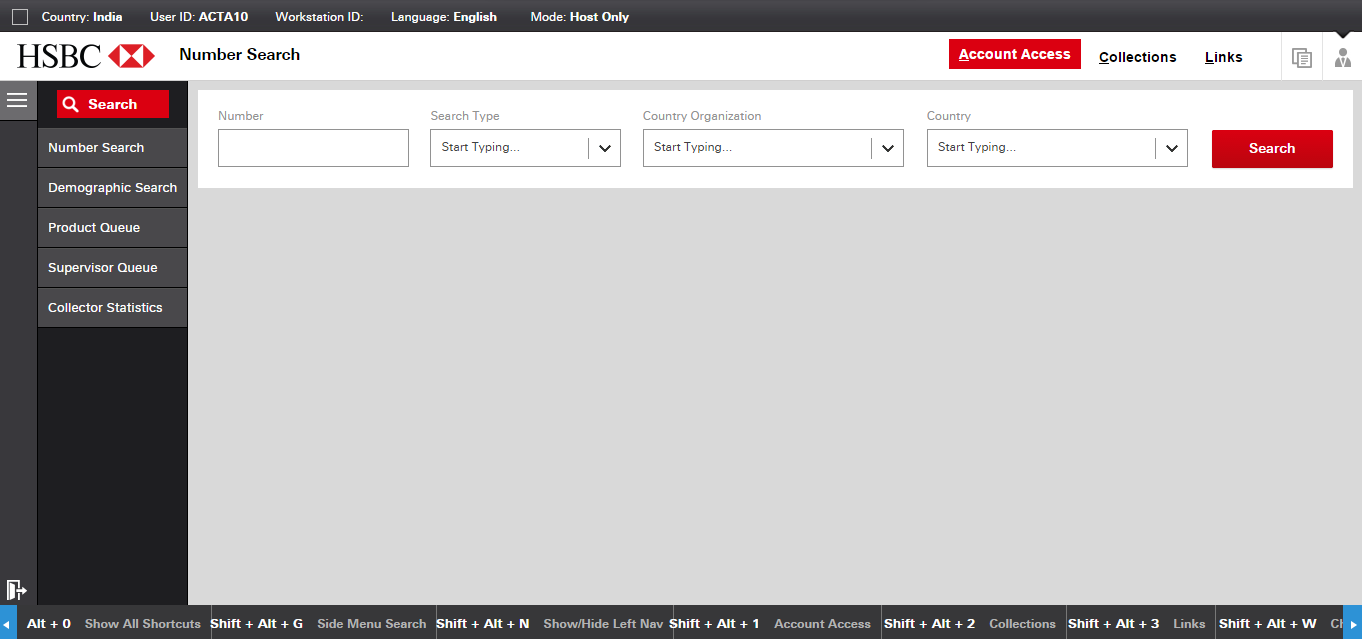 Country: India User ID: ACTA10 Workstation ID: Language: English Mode: Host Only
HSBC Number Search Account Access Collections Links
Search
Number Search
Demographic Search
Product Queue
Supervisor Queue
Collector Statistics
Number Search Type Country Organization Country
Start Typing... Start Typing... Start Typing... Search
Alt + 0 Show All Shortcuts Shift + Alt + G Side Menu Search Shift + Alt + N Show/Hide Left Nav Shift + Alt + 1 Account Access Shift + Alt + 2 Collections Shift + Alt + 3 Links Shift + Alt + W